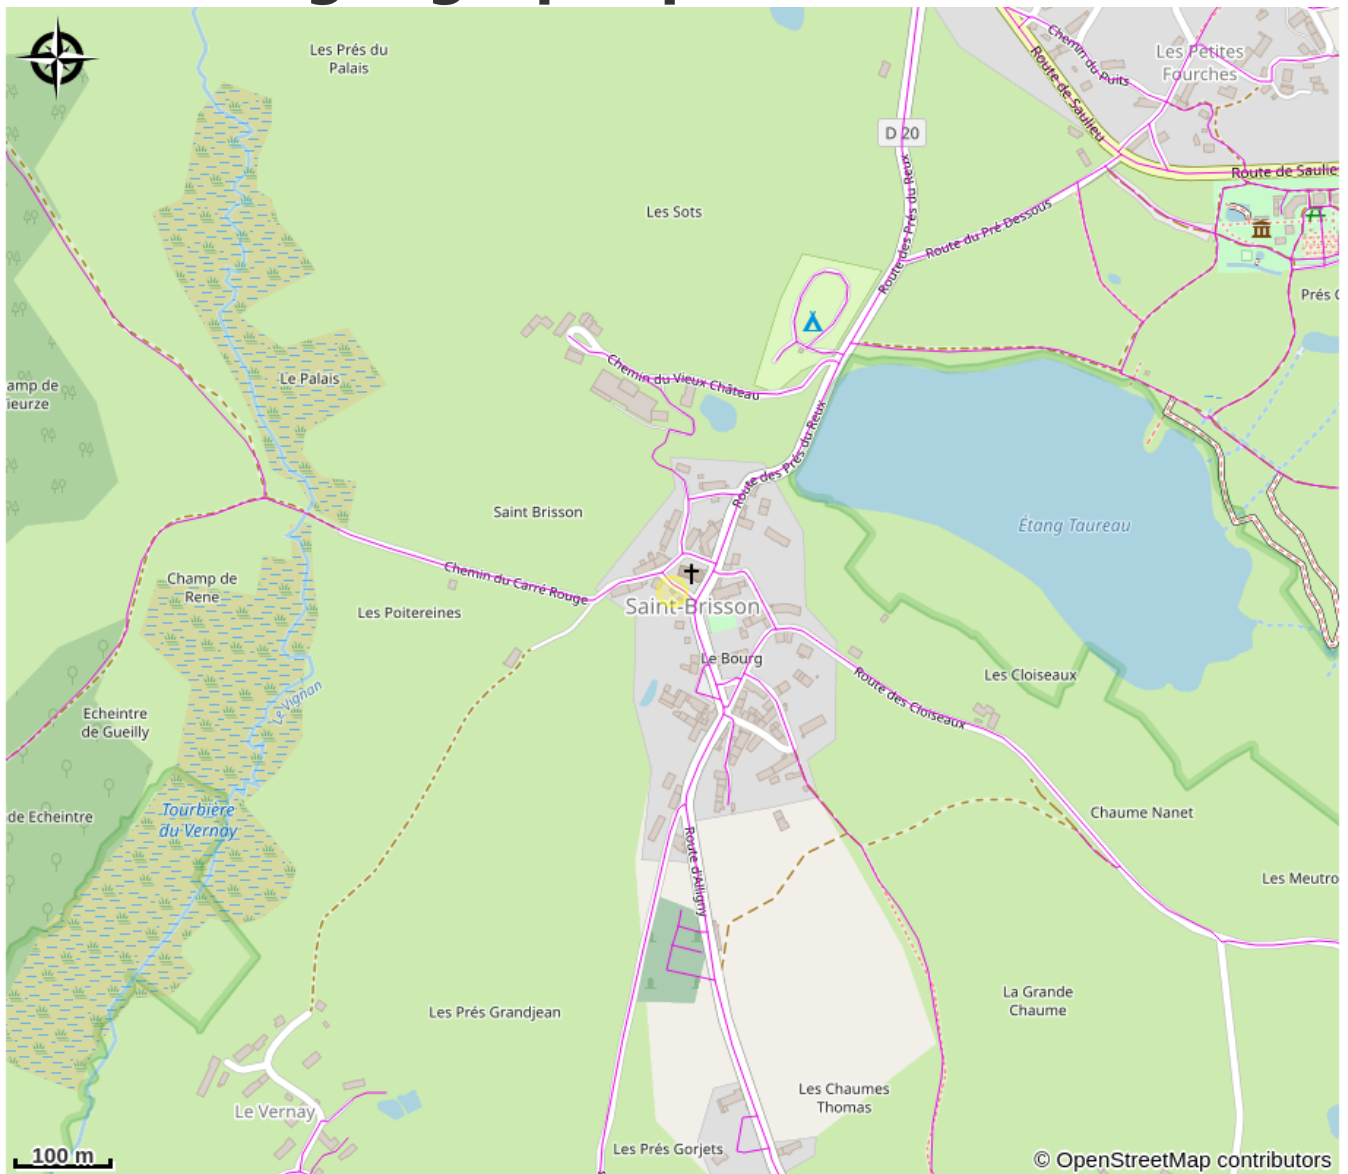 Les Prés du
Palais
Chemin du Puits
Les Petites
Fourches
Route de Saulieu
D 20
Route de Saulie
Les Sots
Route des Prés du Reux
Route du Pré Dessous
Prés
Le Palais
Chemin du Vieux Château
amp de
ieurze
Route des Prés du Reux
Saint Brisson
Étang Taureau
Chemin du Carré Rouge
Champ de
Rene
Les Poitereines
Saint-Brisson
Le Bourg
Les Cloiseaux
Route des Cloiseaux
Le Vignan
Echeintre
de Gueilly
Tourbière
du Vernay
de Echeintre
Chaume Nanet
Route d'Alligny
Les Meutro
Les Prés Grandjean
La Grande
Chaume
Les Chaumes
Thomas
Le Vernay
Les Prés Gorjets
100 m
© OpenStreetMap contributors